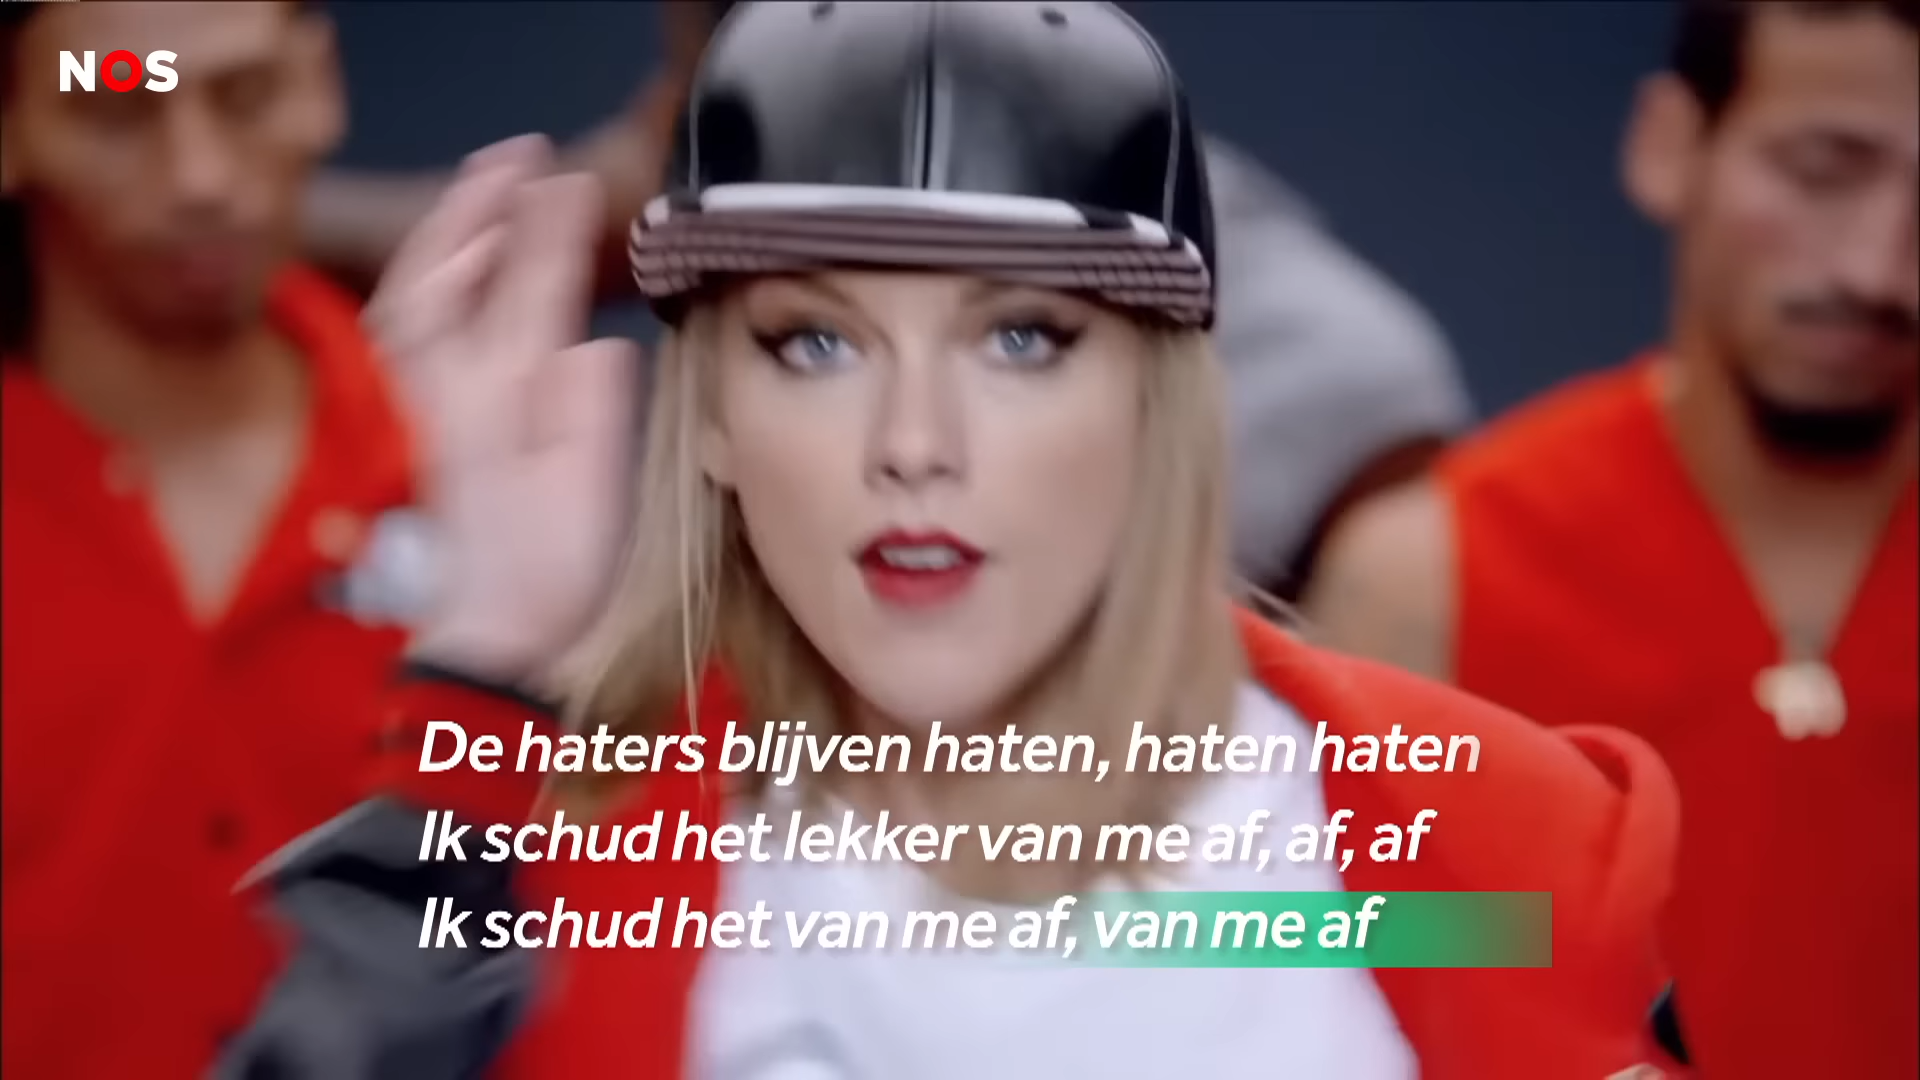 NOS
De haters blijven haten, haten haten
Ik schud het lekker van me af, af, af
Ik schud het van me af, van me af